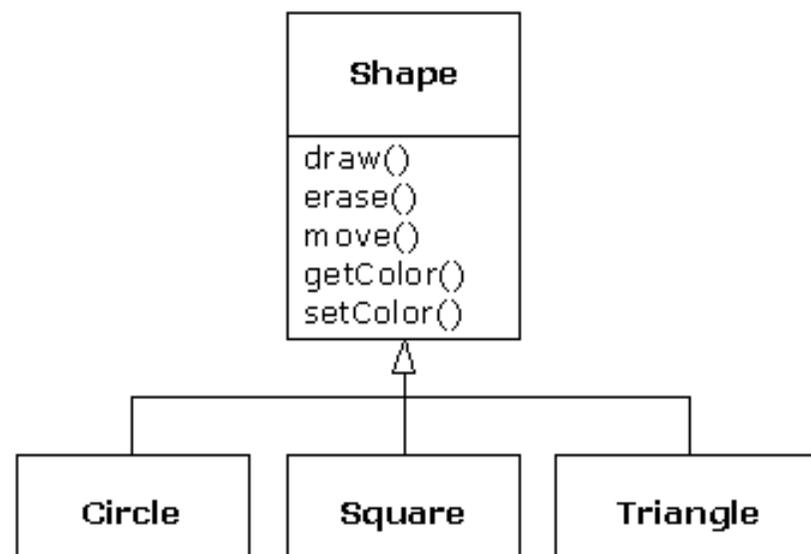 Shape
draw()
erase()
move()
getColor()
setColor()
Circle
Square
Triangle